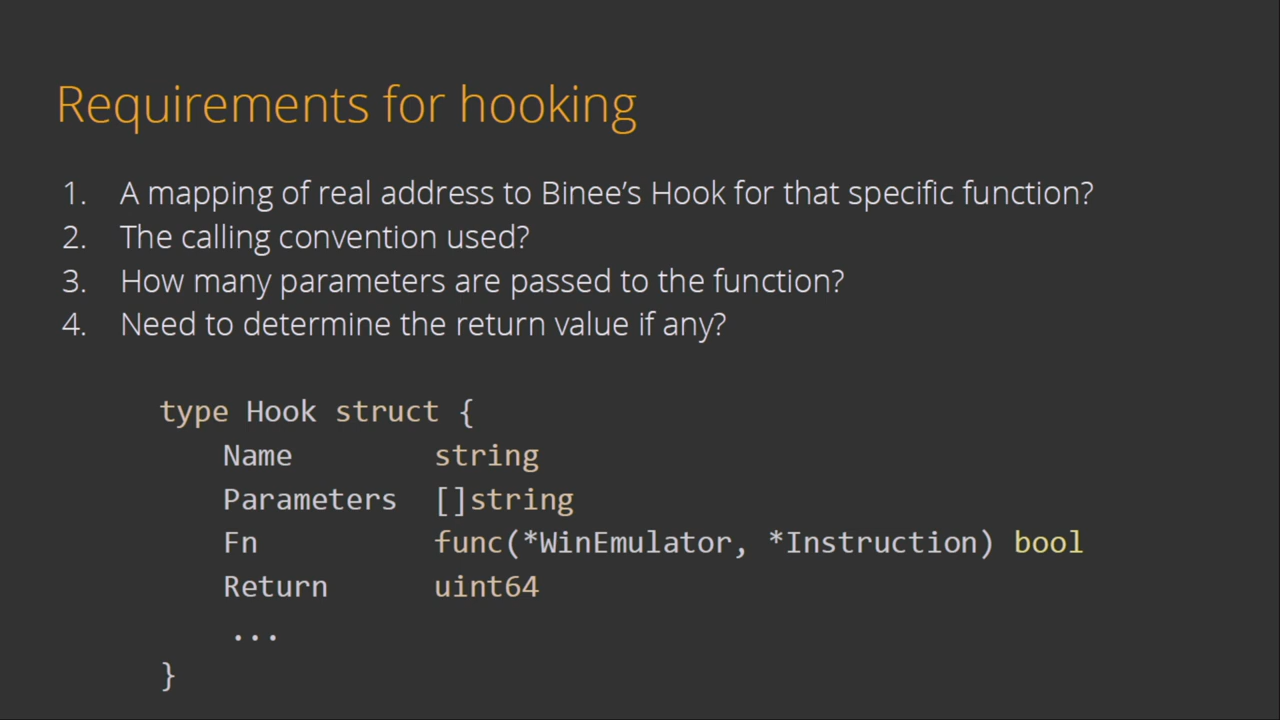 Requirements for hooking
1. A mapping of real address to Binee’s Hook for that specific function?
2. The calling convention used?
3. How many parameters are passed to the function?
4. Need to determine the return value if any?
type Hook struct {
Name string
Parameters []string
Fn func(*WinEmulator, *Instruction) bool
Return uint64
...
}